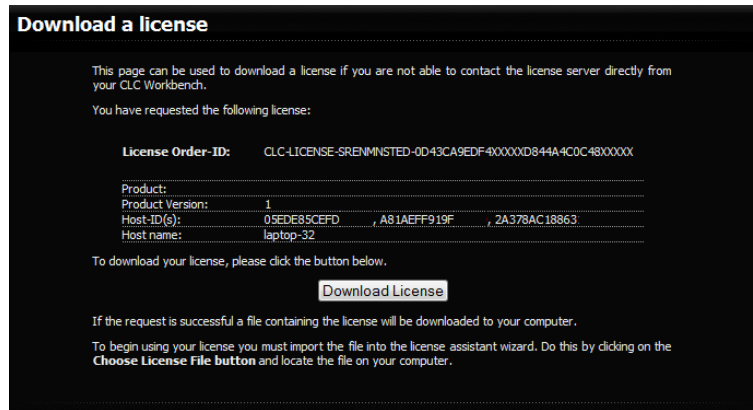 Download a license
This page can be used to download a license if you are not able to contact the license server directly from
your CLC Workbench.
You have requested the following license:
License Order-ID: CLC-LICENSE-SRENMNSTED-0D43CA9EDF4XXXXXD844A4C0C48XXXXX
Product:
Product Version: 1
Host-ID(s): 05EDE85CEFD , A81AEFF919F , 2A378AC18863
Host name: laptop-32
To download your license, please click the button below.
Download License
If the request is successful a file containing the license will be downloaded to your computer.
To begin using your license you must import the file into the license assistant wizard. Do this by clicking on the
Choose License File button and locate the file on your computer.